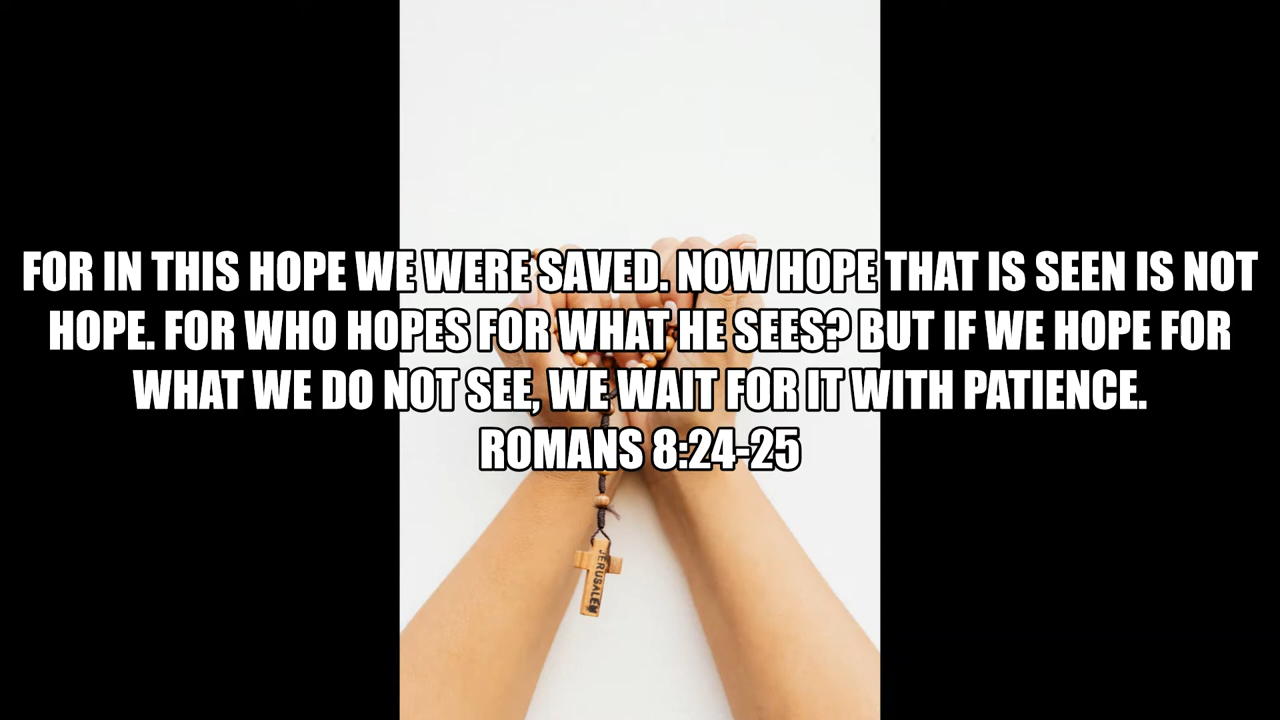 FOR IN THIS HOPE WE WERE SAVED. NOW HOPE THAT IS SEEN IS NOT
HOPE. FOR WHO HOPES FOR WHAT HE SEES? BUT IF WE HOPE FOR
WHAT WE DO NOT SEE, WE WAIT FOR IT WITH PATIENCE.
ROMANS 8:24-25
JERUSALEM